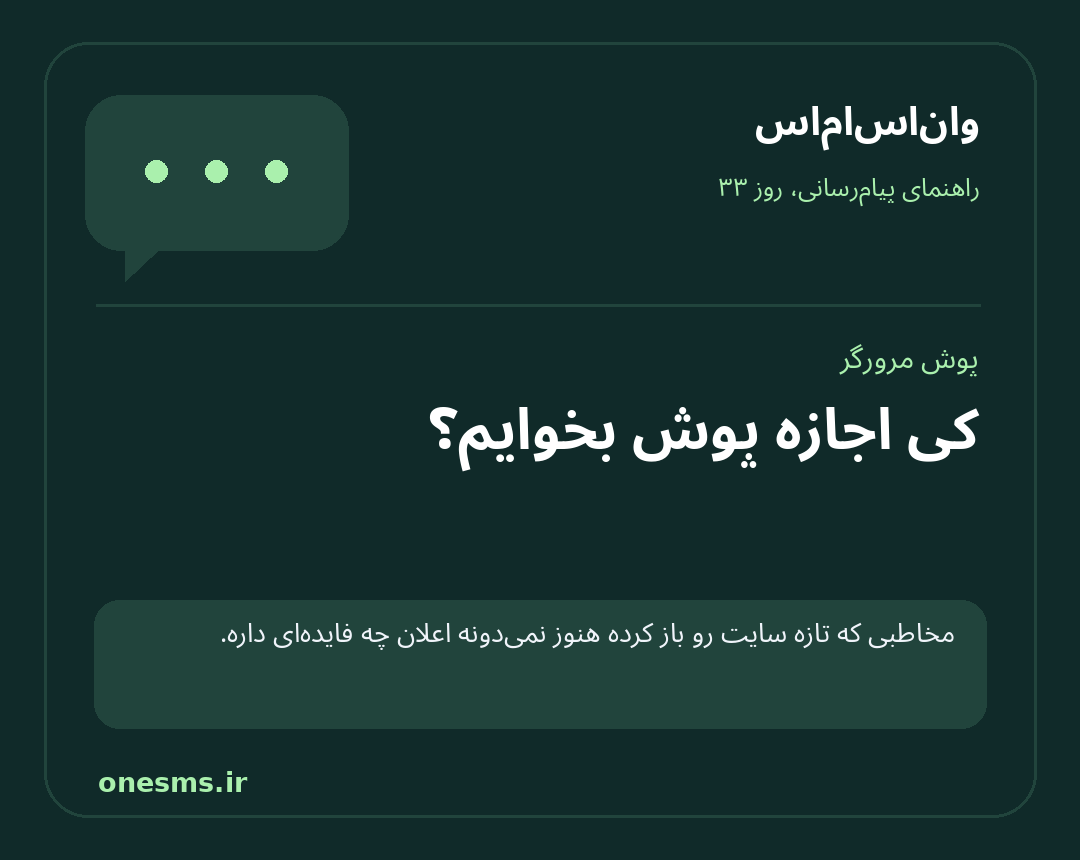 وان‌اس‌ام‌اس
راهنمای پیام‌رسانی، روز ۳۳
پوش مرورگر
کی اجازه پوش بخوایم؟
مخاطبی که تازه سایت رو باز کرده هنوز نمی‌دونه اعلان چه فایده‌ای داره.
onesms.ir